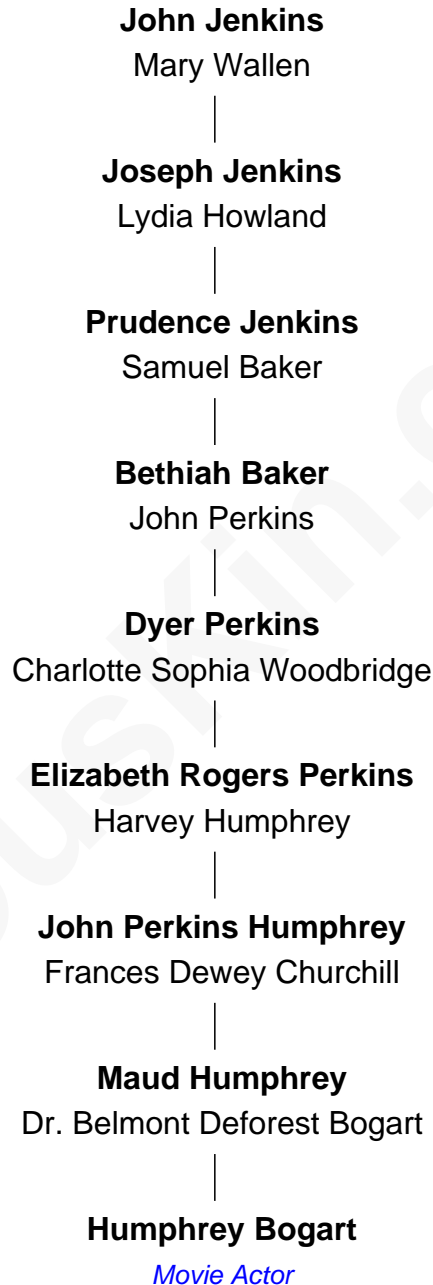 John Jenkins
Mary Wallen
Joseph Jenkins
Lydia Howland
Prudence Jenkins
Samuel Baker
Bethiah Baker
John Perkins
Dyer Perkins
Charlotte Sophia Woodbridge
Elizabeth Rogers Perkins
Harvey Humphrey
John Perkins Humphrey
Frances Dewey Churchill
Maud Humphrey
Dr. Belmont Deforest Bogart
Humphrey Bogart
Movie Actor